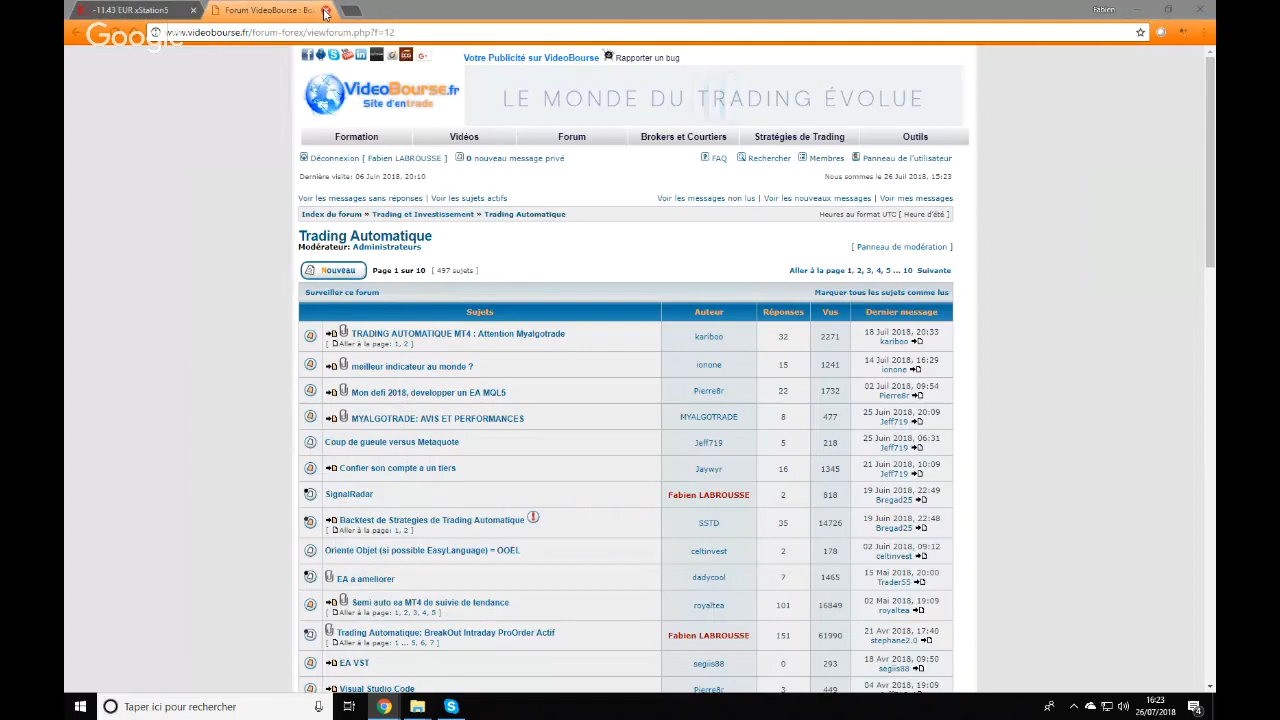 -11.43 EUR xStation5
Forum VideoBourse : Bo
Fabien
www.videobourse.fr/forum-forex/viewforum.php?f=12
Google
Votre Publicité sur VideoBourse
Rapporter un bug
VideoBourse.fr
Site d'entrade
LE MONDE DU TRADING ÉVOLUE
Formation Vidéos Forum Brokers et Courtiers Stratégies de Trading Outils
Déconnexion [ Fabien LABROUSSE ] 0 nouveau message privé FAQ Rechercher Membres Panneau de l'utilisateur
Dernière visite: 06 Juin 2018, 20:10 Nous sommes le 26 Juil 2018, 15:23
Voir les messages sans réponses | Voir les sujets actifs Voir les messages non lus | Voir les nouveaux messages | Voir mes messages
Index du forum » Trading et Investissement » Trading Automatique Heures au format UTC [ Heure d'été ]
Trading Automatique
Modérateur: Administrateurs [ Panneau de modération ]
Nouveau Page 1 sur 10 [ 497 sujets ] Aller à la page 1, 2, 3, 4, 5 ... 10 Suivante
Surveiller ce forum Marquer tous les sujets comme lus
Sujets Auteur Réponses Vus Dernier message
TRADING AUTOMATIQUE MT4 : Attention Myalgotrade kariboo 32 2271 18 Juil 2018, 20:33
[ Aller à la page: 1, 2 ] kariboo
meilleur indicateur au monde ? ionone 15 1241 14 Juil 2018, 16:29
ionone
Mon defi 2018, developper un EA MQL5 Pierre8r 22 1732 02 Juil 2018, 09:54
Pierre8r
MYALGOTRADE: AVIS ET PERFORMANCES MYALGOTRADE 8 477 25 Juin 2018, 20:09
Jeff719
Coup de gueule versus Metaquote Jeff719 5 218 25 Juin 2018, 06:31
Jeff719
Confier son compte a un tiers Jaywyr 16 1345 21 Juin 2018, 10:09
Jeff719
SignalRadar Fabien LABROUSSE 2 818 19 Juin 2018, 22:49
Bregad25
Backtest de Strategies de Trading Automatique SSTD 35 14726 19 Juin 2018, 22:48
[ Aller à la page: 1, 2 ] Bregad25
Oriente Objet (si possible EasyLanguage) = OOEL celtinvest 2 178 02 Juin 2018, 09:12
celtinvest
EA a ameliorer dadycool 7 1465 15 Mai 2018, 20:00
Trader55
Semi auto ea MT4 de suivie de tendance royaltea 101 16849 02 Mai 2018, 19:09
[ Aller à la page: 1, 2, 3, 4, 5 ] royaltea
Trading Automatique: BreakOut Intraday ProOrder Actif Fabien LABROUSSE 151 61990 21 Avr 2018, 17:40
[ Aller à la page: 1 ... 5, 6, 7 ] stephane2.0
EA VST segiis88 0 293 18 Avr 2018, 09:50
segiis88
Visual Studio Code Pierre8r 3 449 04 Avr 2018, 19:09
Taper ici pour rechercher
16:23
26/07/2018
4